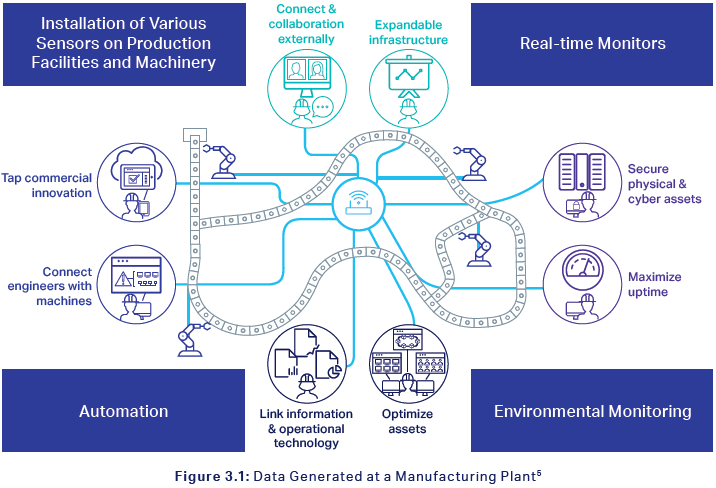 Installation of Various
Sensors on Production
Facilities and Machinery
Connect &
collaboration
externally
Expandable
infrastructure
Real-time Monitors
Tap commercial
innovation
Secure
physical &
cyber assets
Connect
engineers with
machines
Maximize
uptime
Automation
Link information
& operational
technology
Optimize
assets
Environmental Monitoring
Figure 3.1: Data Generated at a Manufacturing Plant⁵